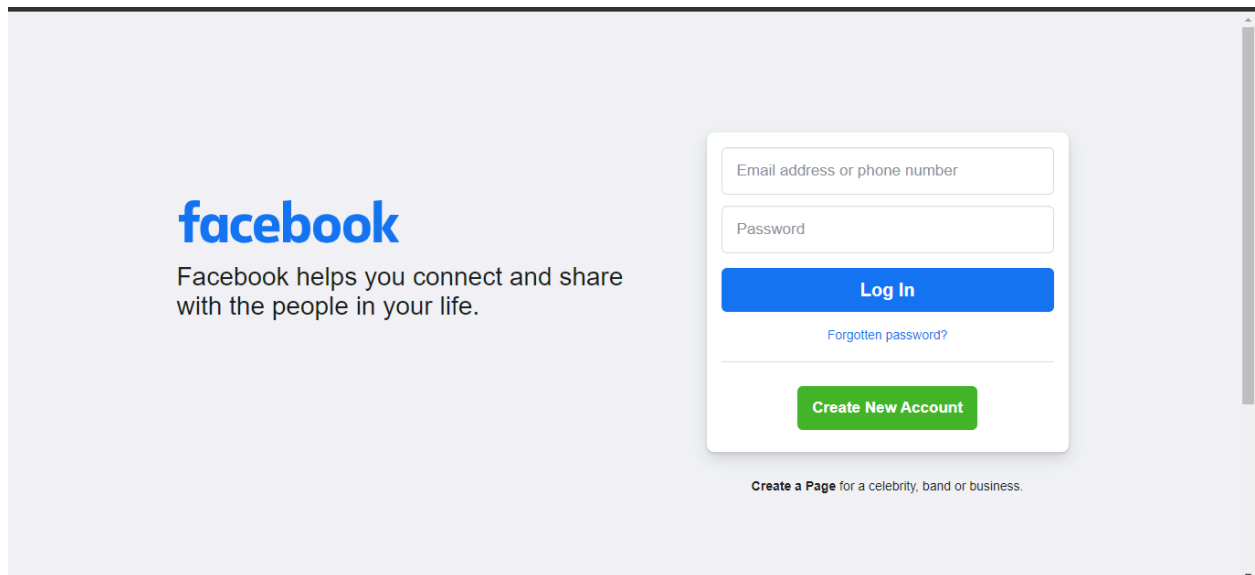 facebook
Facebook helps you connect and share
with the people in your life.
Email address or phone number
Password
Log In
Forgotten password?
Create New Account
Create a Page for a celebrity, band or business.